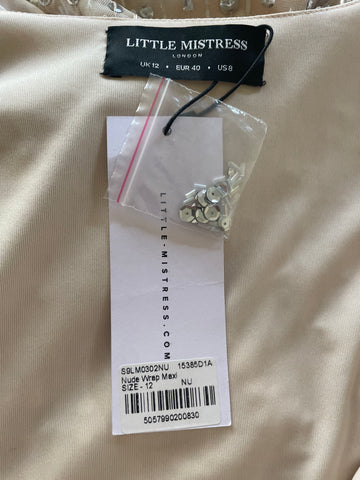 LITTLE MISTRESS
LONDON
UK 12 • EUR 40 • US 8
LITTLE-MISTRESS.COM
S9LM0302NU 15385D1A
Nude Wrap Maxi
SIZE - 12 NU
5057990200830